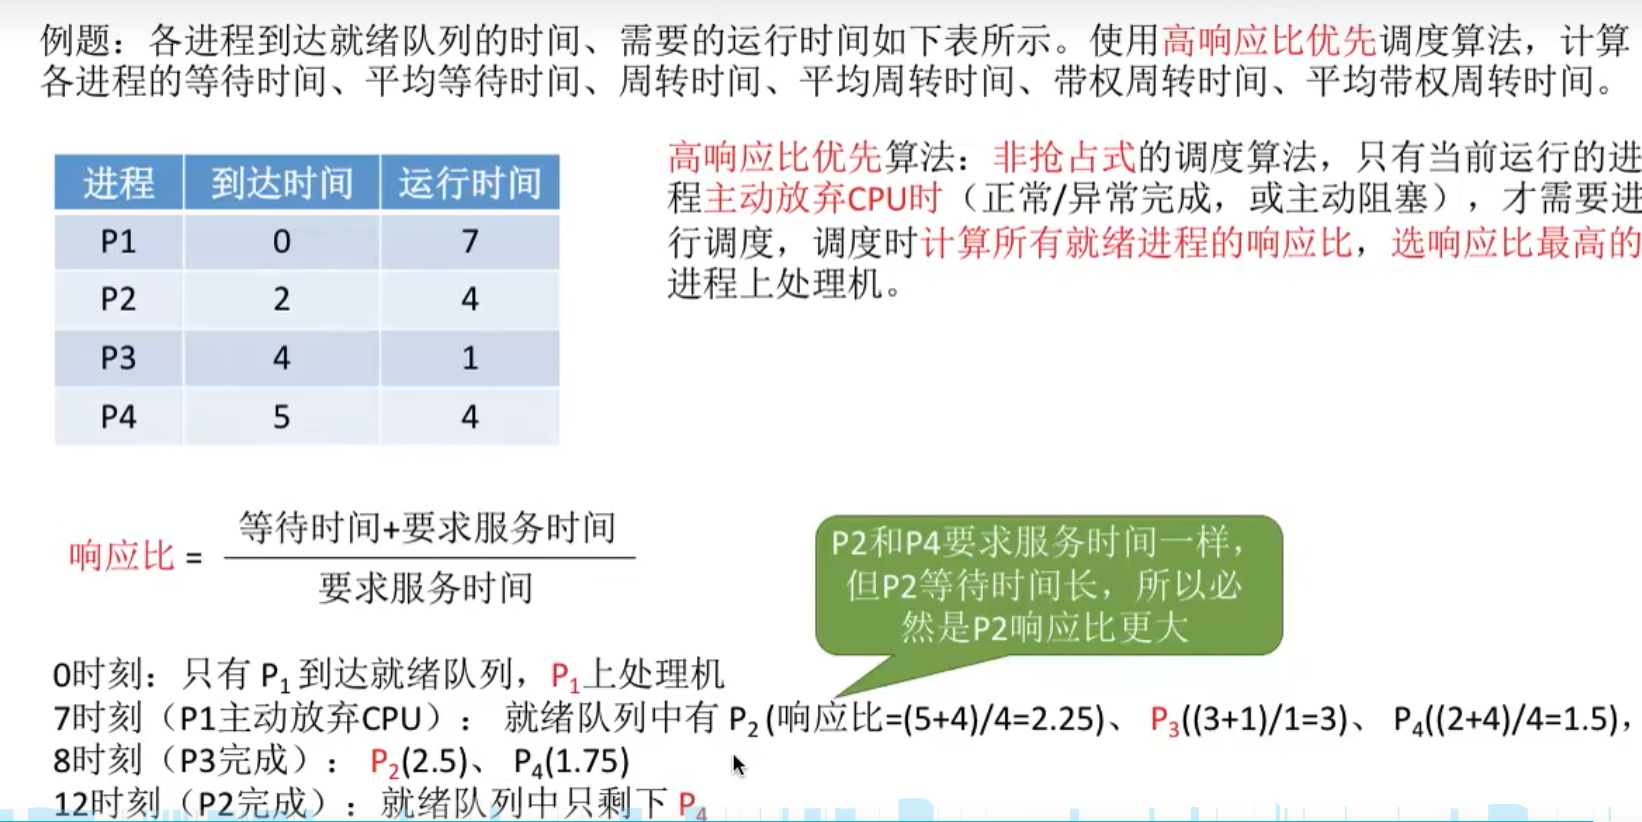 例题：各进程到达就绪队列的时间、需要的运行时间如下表所示。使用高响应比优先调度算法，计算
各进程的等待时间、平均等待时间、周转时间、平均周转时间、带权周转时间、平均带权周转时间。
进程 到达时间 运行时间
P1 0 7
P2 2 4
P3 4 1
P4 5 4
高响应比优先算法：非抢占式的调度算法，只有当前运行的进
程主动放弃CPU时（正常/异常完成，或主动阻塞），才需要进
行调度，调度时计算所有就绪进程的响应比，选响应比最高的
进程上处理机。
响应比 =
等待时间+要求服务时间
要求服务时间
P2和P4要求服务时间一样，
但P2等待时间长，所以必
然是P2响应比更大
0时刻：只有 P1 到达就绪队列，P1上处理机
7时刻（P1主动放弃CPU）： 就绪队列中有 P2 (响应比=(5+4)/4=2.25)、 P3((3+1)/1=3)、 P4((2+4)/4=1.5)，
8时刻（P3完成）： P2(2.5)、 P4(1.75)
12时刻（P2完成）：就绪队列中只剩下 P4